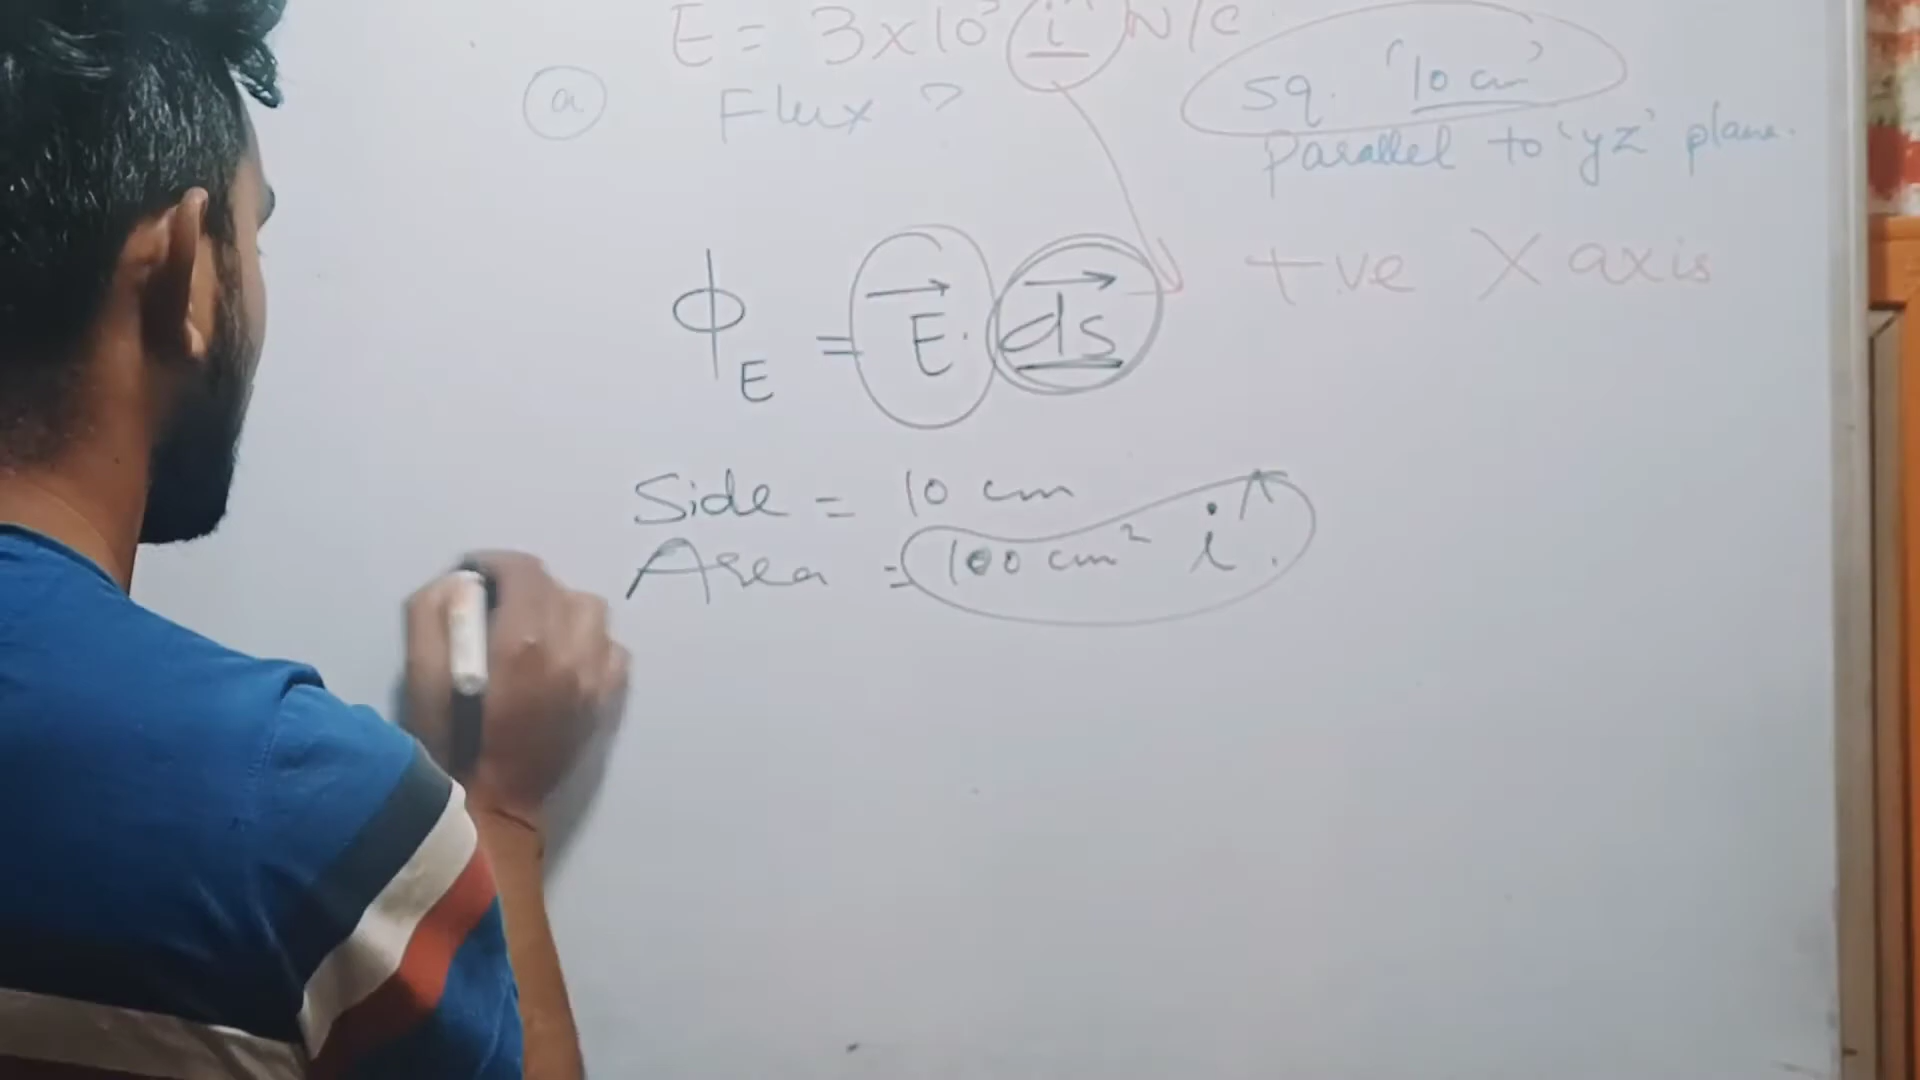 E = 3x10³ i^ N/C
(a) Flux ?
sq. '10 cm'
parallel to 'yz' plane.
+ve X axis
ϕE = E⃗ . ds⃗
Side = 10 cm
Area = 100 cm² i^.